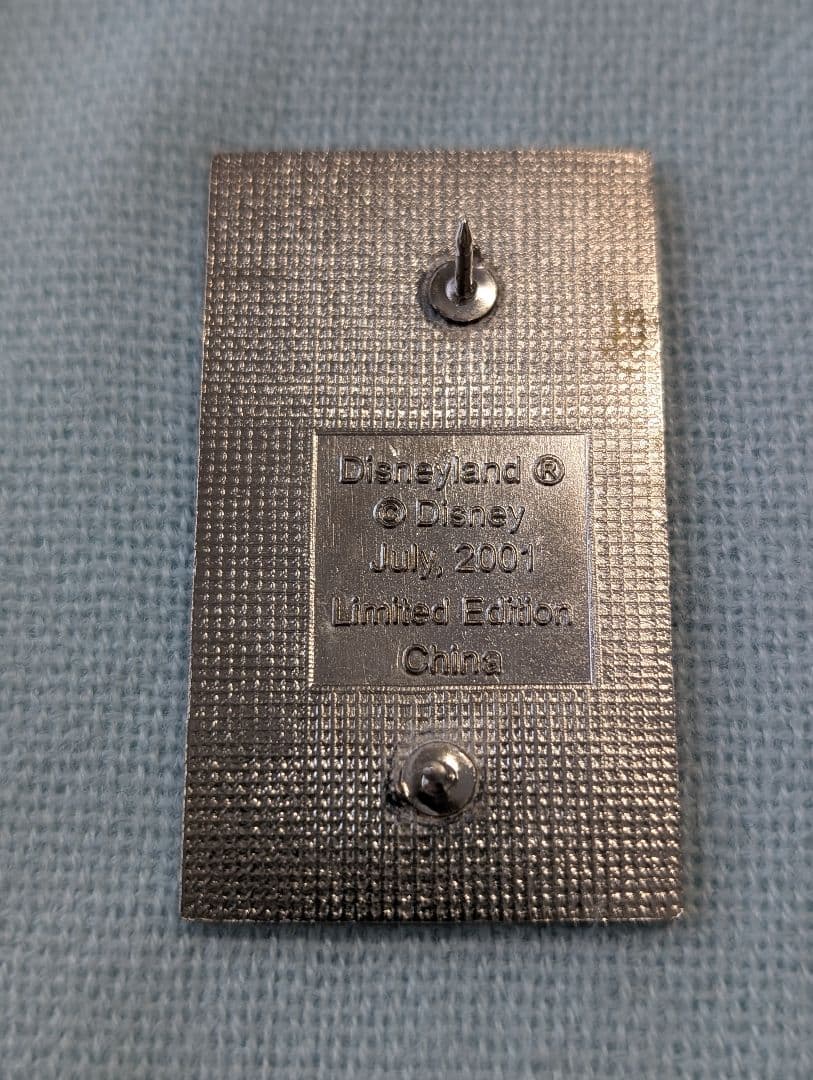 Disneyland ®
© Disney
July, 2001
Limited Edition
China